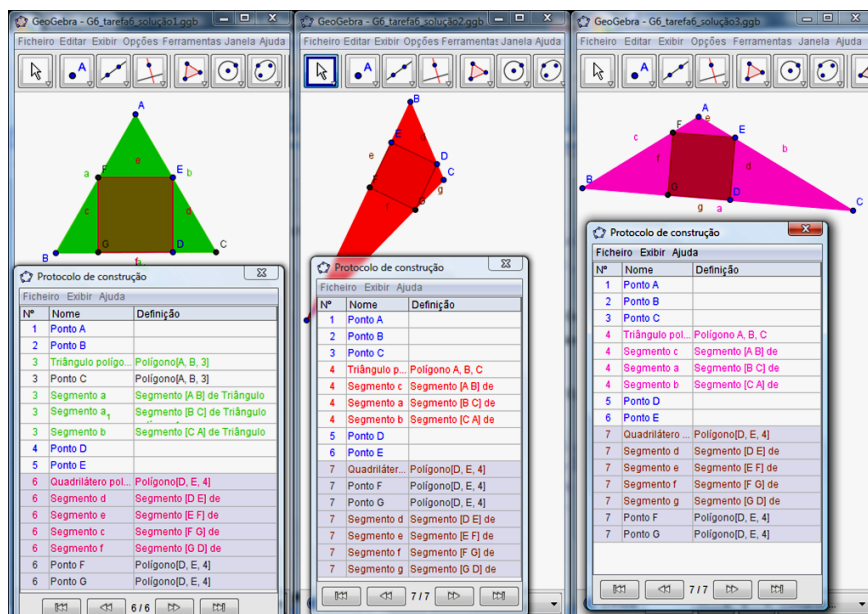 GeoGebra - G6_tarefa6_solução1.ggb
Ficheiro Editar Exibir Opções Ferramentas Janela Ajuda
A
A
F
e
E
a
b
c
d
G
D
B
C
Protocolo de construção
Ficheiro Exibir Ajuda
Nº Nome Definição
1 Ponto A
2 Ponto B
3 Triângulo polígo... Polígono[A, B, 3]
3 Ponto C Polígono[A, B, 3]
3 Segmento a Segmento [A B] de Triângulo
3 Segmento a1 Segmento [B C] de Triângulo
3 Segmento b Segmento [C A] de Triângulo
4 Ponto D
5 Ponto E
6 Quadrilátero pol... Polígono[D, E, 4]
6 Segmento d Segmento [D E] de
6 Segmento e Segmento [E F] de
6 Segmento c Segmento [F G] de
6 Segmento f Segmento [G D] de
6 Ponto F Polígono[D, E, 4]
6 Ponto G Polígono[D, E, 4]
6 / 6
GeoGebra - G6_tarefa6_solução2.ggb
Ficheiro Editar Exibir Opções Ferramentas Janela Ajuda
A
B
E
e
D
C
F
g
G
f
Protocolo de construção
Ficheiro Exibir Ajuda
Nº Nome Definição
1 Ponto A
2 Ponto B
3 Ponto C
4 Triângulo p... Polígono A, B, C
4 Segmento c Segmento [A B] de
4 Segmento a Segmento [B C] de
4 Segmento b Segmento [C A] de
5 Ponto D
6 Ponto E
7 Quadriláter... Polígono[D, E, 4]
7 Ponto F Polígono[D, E, 4]
7 Ponto G Polígono[D, E, 4]
7 Segmento d Segmento [D E] de
7 Segmento e Segmento [E F] de
7 Segmento f Segmento [F G] de
7 Segmento g Segmento [G D] de
7 / 7
GeoGebra - G6_tarefa6_solução3.ggb
Ficheiro Editar Exibir Opções Ferramentas Janela Ajuda
A
A
e
F
E
c
b
f
d
B
G
D
g
a
C
Protocolo de construção
Ficheiro Exibir Ajuda
Nº Nome Definição
1 Ponto A
2 Ponto B
3 Ponto C
4 Triângulo pol... Polígono A, B, C
4 Segmento c Segmento [A B] de
4 Segmento a Segmento [B C] de
4 Segmento b Segmento [C A] de
5 Ponto D
6 Ponto E
7 Quadrilátero ... Polígono[D, E, 4]
7 Segmento d Segmento [D E] de
7 Segmento e Segmento [E F] de
7 Segmento f Segmento [F G] de
7 Segmento g Segmento [G D] de
7 Ponto F Polígono[D, E, 4]
7 Ponto G Polígono[D, E, 4]
7 / 7